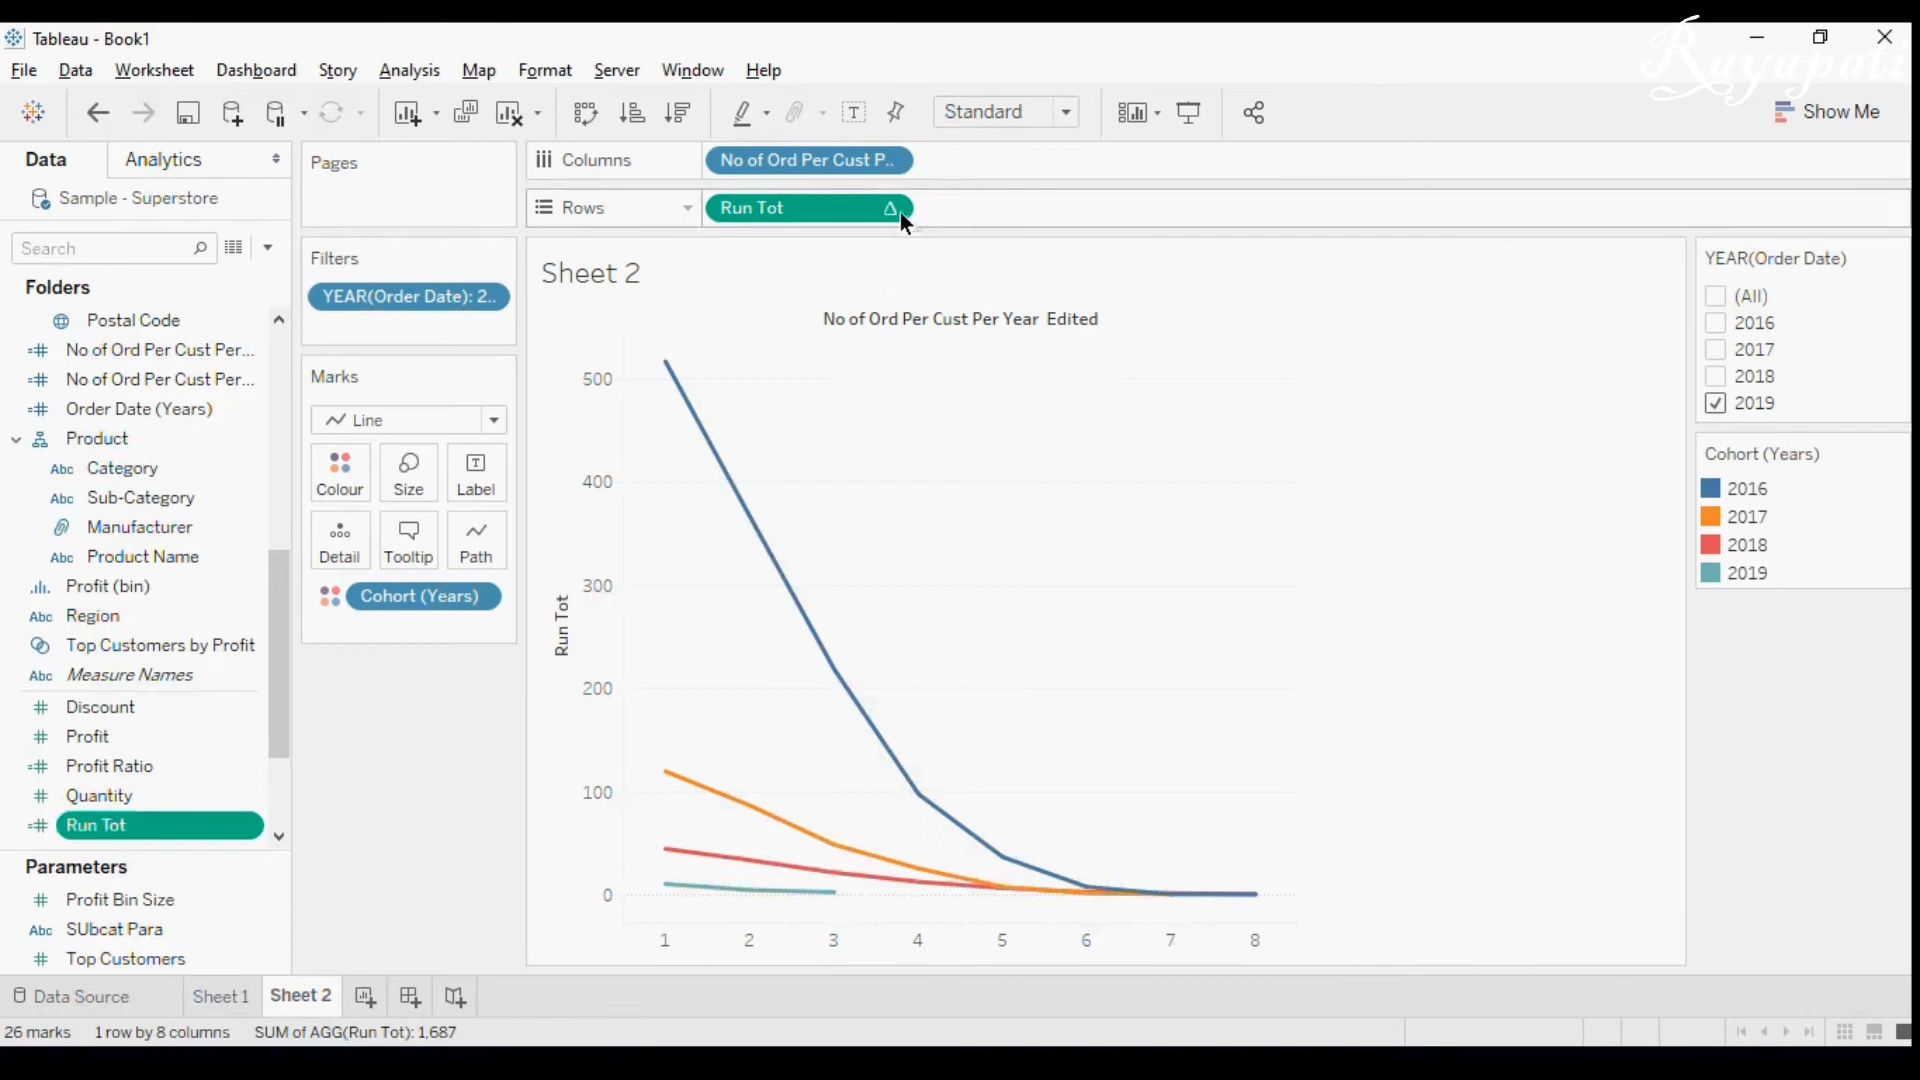 Rayapati
Tableau - Book1
File Data Worksheet Dashboard Story Analysis Map Format Server Window Help
Standard
Show Me
Data
Analytics
Sample - Superstore
Search
Folders
Postal Code
No of Ord Per Cust Per...
No of Ord Per Cust Per...
Order Date (Years)
Product
Abc Category
Abc Sub-Category
Manufacturer
Abc Product Name
Profit (bin)
Abc Region
Top Customers by Profit
Abc Measure Names
Discount
Profit
Profit Ratio
Quantity
Run Tot
Parameters
Profit Bin Size
Abc SUbcat Para
Top Customers
Pages
Filters
YEAR(Order Date): 2..
Marks
Line
Colour Size Label
Detail Tooltip Path
Cohort (Years)
Columns
No of Ord Per Cust P..
Rows
Run Tot
Sheet 2
No of Ord Per Cust Per Year Edited
Run Tot
500
400
300
200
100
0
1 2 3 4 5 6 7 8
YEAR(Order Date)
(All)
2016
2017
2018
2019
Cohort (Years)
2016
2017
2018
2019
Data Source
Sheet 1
Sheet 2
26 marks 1 row by 8 columns SUM of AGG(Run Tot): 1,687